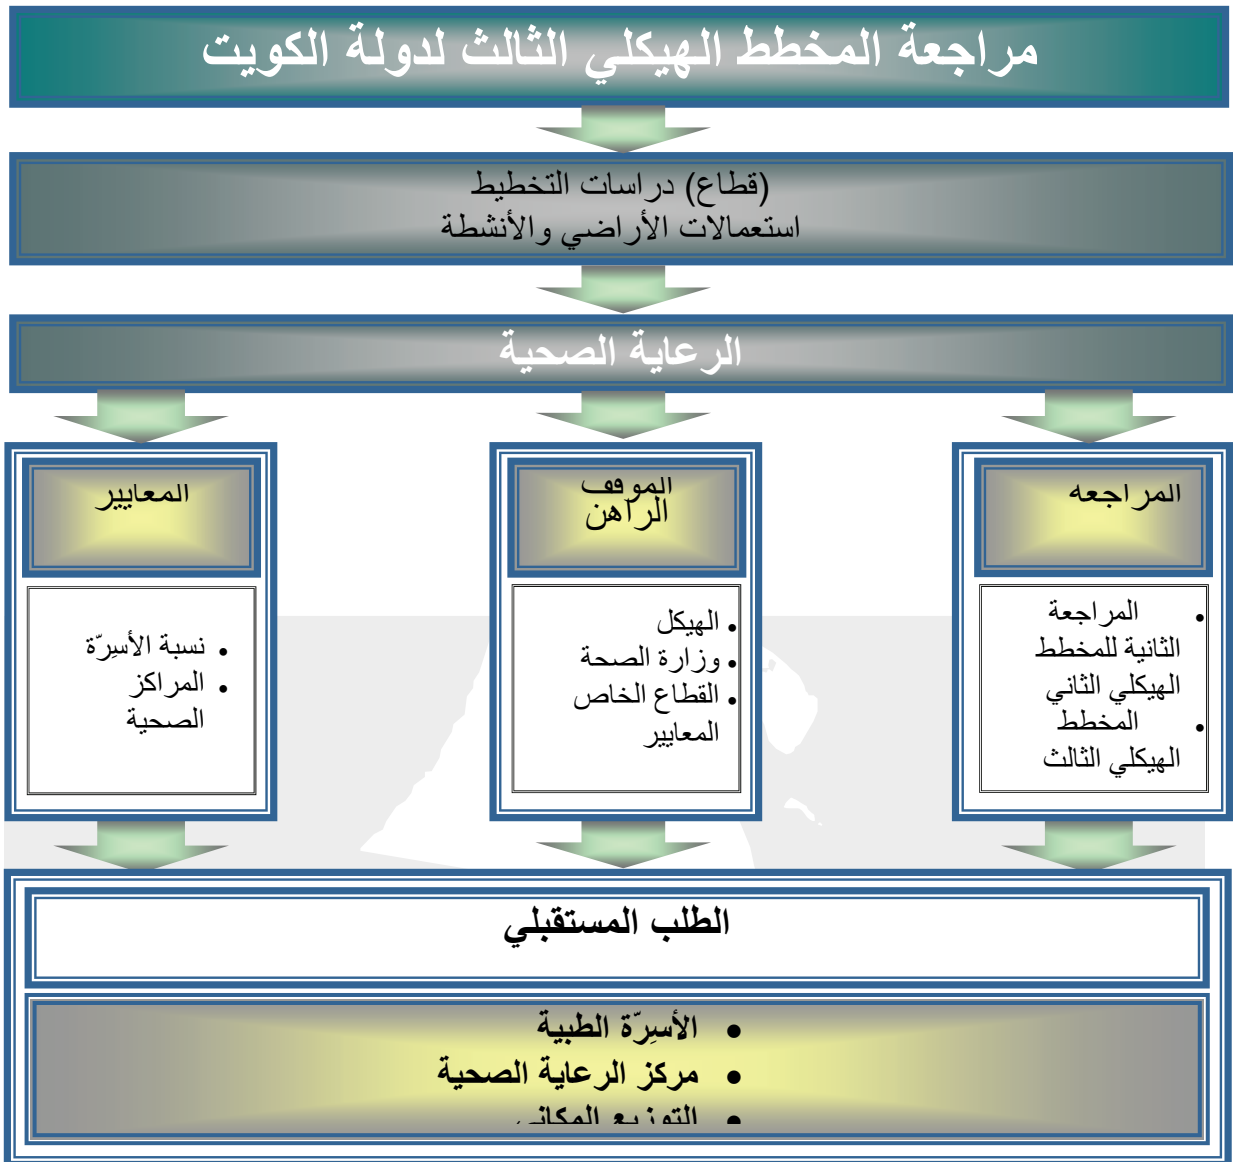 مراجعة المخطط الهيكلي الثالث لدولة الكويت
(قطاع) دراسات التخطيط
استعمالات الأراضي والأنشطة
الرعاية الصحية
المراجعه
• المراجعة
الثانية للمخطط
الهيكلي الثاني
• المخطط
الهيكلي الثالث
الموقف
الراهن
• الهيكل
• وزارة الصحة
• القطاع الخاص
المعايير
المعايير
• نسبة الأسِرّة
• المراكز
الصحية
الطلب المستقبلي
• الأسِرّة الطبية
• مركز الرعاية الصحية
• التوزيع المكاني